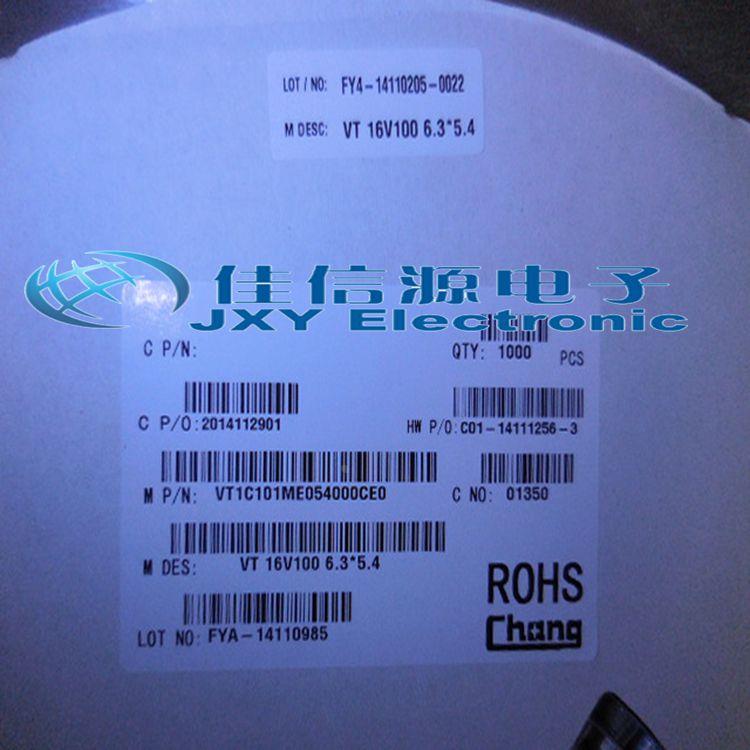 LOT / NO: FY4-14110205-0022
M DESC: VT 16V100 6.3*5.4
佳信源电子
JXY Electronic
C P/N:
QTY: 1000 PCS
C P/O:2014112901
HW P/O:C01-14111256-3
M P/N: VT1C101ME054000CE0
C NO: 01350
M DES: VT 16V100 6.3*5.4
LOT NO: FYA-14110985
ROHS
Chang